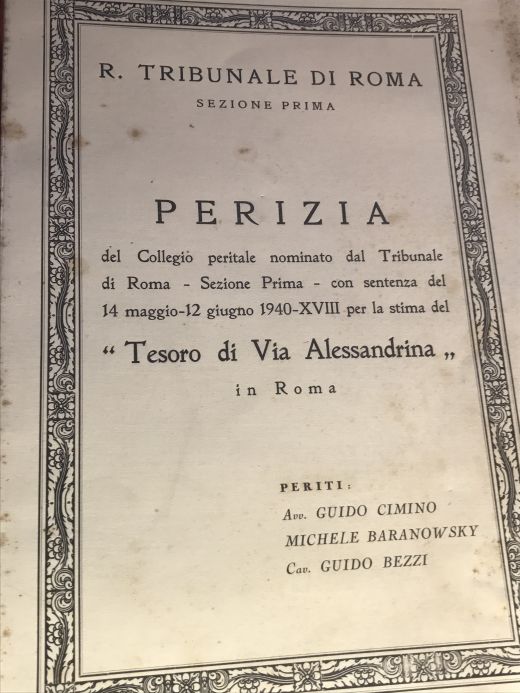 R. TRIBUNALE DI ROMA
SEZIONE PRIMA
PERIZIA
del Collegio peritale nominato dal Tribunale
di Roma - Sezione Prima - con sentenza del
14 maggio-12 giugno 1940-XVIII per la stima del
“ Tesoro di Via Alessandrina „
in Roma
PERITI:
Avv. GUIDO CIMINO
MICHELE BARANOWSKY
Cav. GUIDO BEZZI